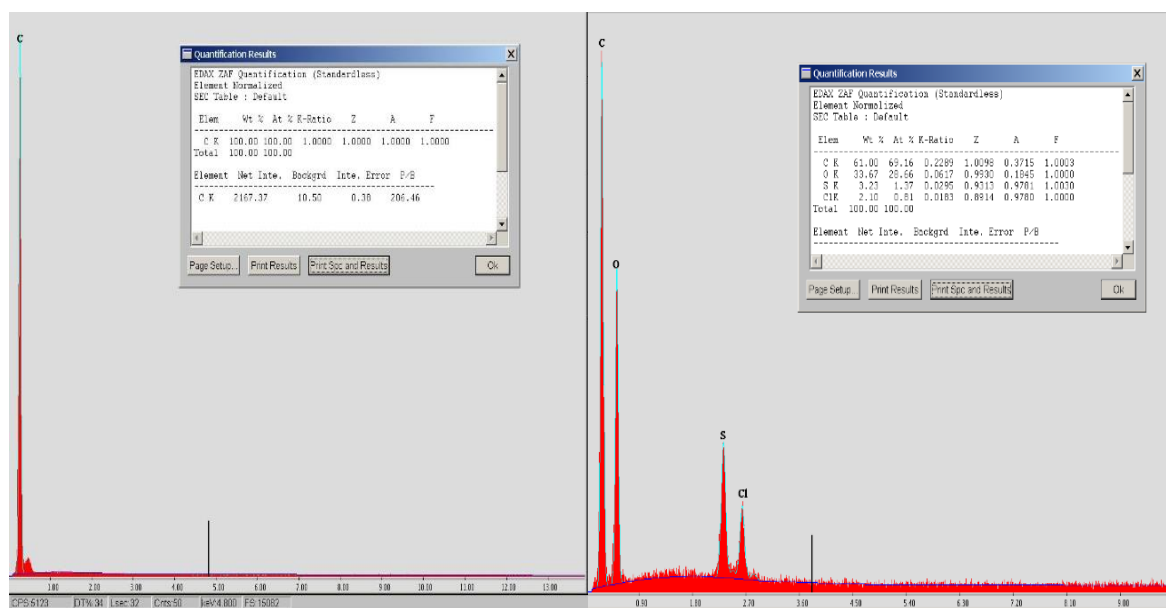 C
Quantification Results
EDAX ZAF Quantification (Standardless)
Element Normalized
SEC Table : Default
Elem Wt % At % K-Ratio Z A F
C K 100.00 100.00 1.0000 1.0000 1.0000 1.0000
Total 100.00 100.00
Element Net Inte. Backgrd Inte. Error P/B
C K 2167.37 10.50 0.38 206.46
Page Setup... Print Results Print Spc and Results Ok
1.00 2.00 3.00 4.00 5.00 6.00 7.00 8.00 9.00 10.00 11.00 12.00 13.00
CPS:5123 DT%:34 Lsec:32 Cnts:50 keV:4.800 FS:15082
C
O
S
Cl
Quantification Results
EDAX ZAF Quantification (Standardless)
Element Normalized
SEC Table : Default
Elem Wt % At % K-Ratio Z A F
C K 61.00 69.16 0.2289 1.0098 0.3715 1.0003
O K 33.67 28.66 0.0617 0.9930 0.1845 1.0000
S K 3.23 1.37 0.0295 0.9313 0.9781 1.0030
ClK 2.10 0.81 0.0183 0.8914 0.9780 1.0000
Total 100.00 100.00
Element Net Inte. Backgrd Inte. Error P/B
Page Setup... Print Results Print Spc and Results Ok
0.90 1.80 2.70 3.60 4.50 5.40 6.30 7.20 8.10 9.00